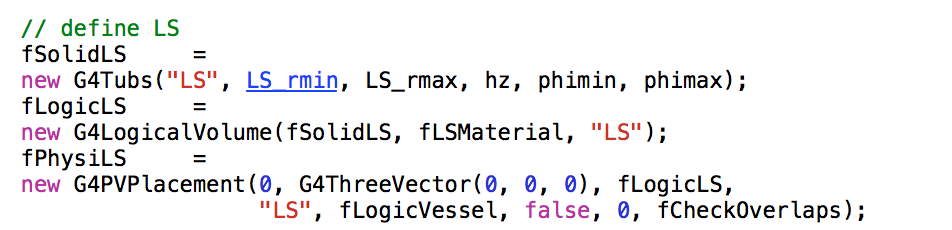 // define LS
fSolidLS     =
new G4Tubs("LS", LS_rmin, LS_rmax, hz, phimin, phimax);
fLogicLS     =
new G4LogicalVolume(fSolidLS, fLSMaterial, "LS");
fPhysiLS     =
new G4PVPlacement(0, G4ThreeVector(0, 0, 0), fLogicLS,
                  "LS", fLogicVessel, false, 0, fCheckOverlaps);